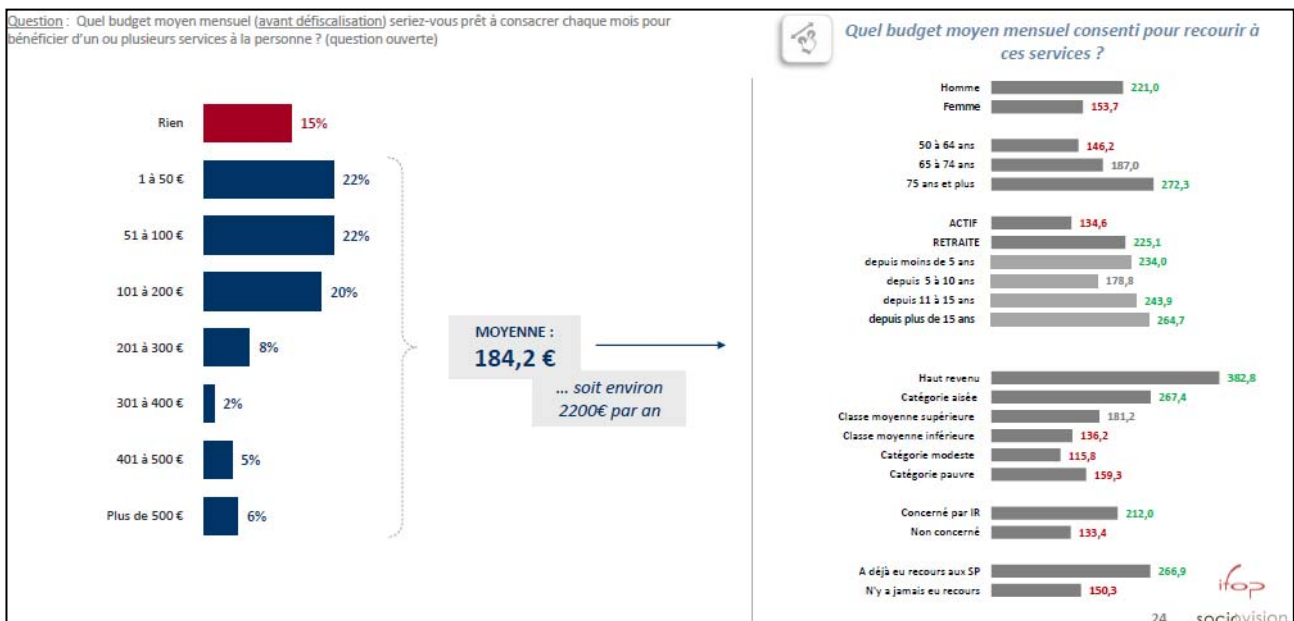 Question : Quel budget moyen mensuel (avant défiscalisation) seriez-vous prêt à consacrer chaque mois pour
bénéficier d'un ou plusieurs services à la personne ? (question ouverte)
Rien 15%
1 à 50 € 22%
51 à 100 € 22%
101 à 200 € 20%
201 à 300 € 8%
301 à 400 € 2%
401 à 500 € 5%
Plus de 500 € 6%
MOYENNE :
184,2 €
... soit environ
2200€ par an
Quel budget moyen mensuel consenti pour recourir à
ces services ?
Homme 221,0
Femme 153,7
50 à 64 ans 146,2
65 à 74 ans 187,0
75 ans et plus 272,3
ACTIF 134,6
RETRAITE 225,1
depuis moins de 5 ans 234,0
depuis 5 à 10 ans 178,8
depuis 11 à 15 ans 243,9
depuis plus de 15 ans 264,7
Haut revenu 382,8
Catégorie aisée 267,4
Classe moyenne supérieure 181,2
Classe moyenne inférieure 136,2
Catégorie modeste 115,8
Catégorie pauvre 159,3
Concerné par IR 212,0
Non concerné 133,4
A déjà eu recours aux SP 266,9
N'y a jamais eu recours 150,3
ifop
24 sociovision